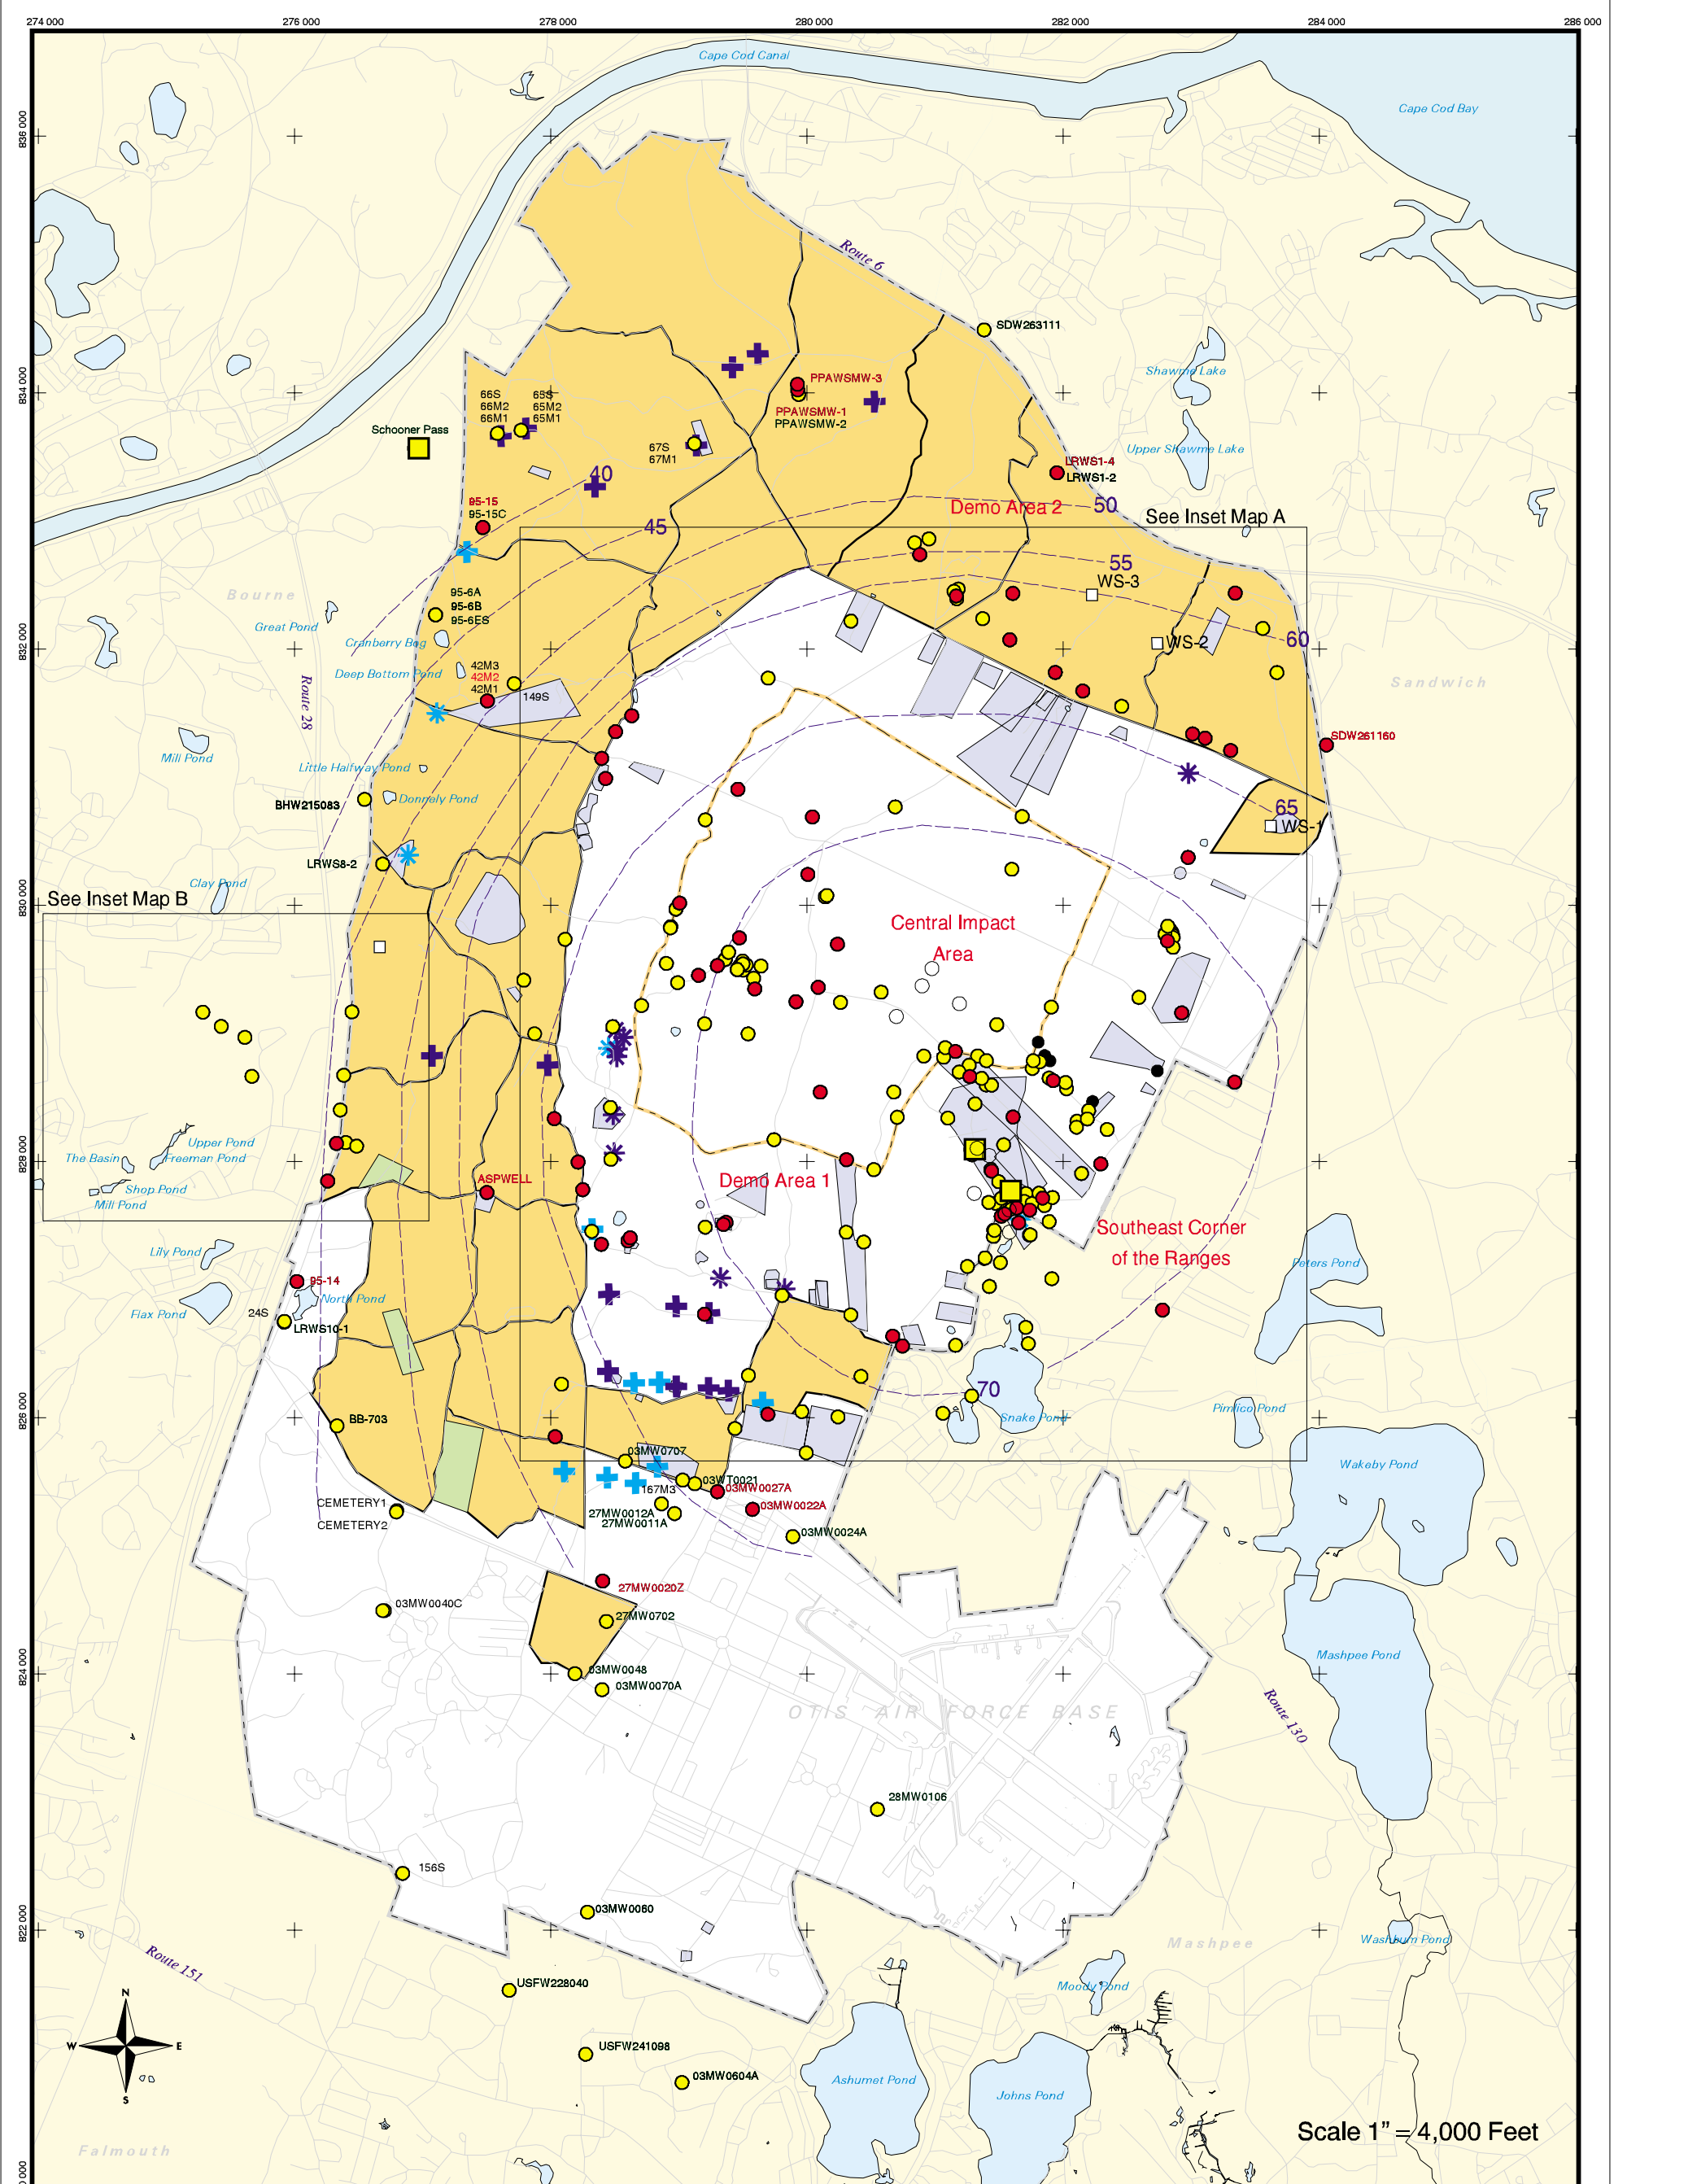 274 000
276 000
278 000
280 000
282 000
284 000
286 000
Cape Cod Canal
Cape Cod Bay
836 000
Route 6
SDW263111
834 000
Shawme Lake
PPAWSMW-3
PPAWSMW-1
PPAWSMW-2
66S
66M2
66M1
65S
65M2
65M1
Schooner Pass
67S
67M1
Upper Shawme Lake
LRWS1-4
LRWS1-2
40
95-15
95-15C
45
50
Demo Area 2
See Inset Map A
55
WS-3
Bourne
95-6A
95-6B
95-6ES
Great Pond
Cranberry Bog
832 000
60
WS-2
42M3
42M2
42M1
Deep Bottom Pond
149S
Sandwich
Route 28
SDW261160
Mill Pond
Little Halfway Pond
BHW215083
Donnely Pond
65
WS-1
LRWS8-2
Clay Pond
See Inset Map B
830 000
Central Impact
Area
828 000
The Basin
Upper Pond
Freeman Pond
Shop Pond
Mill Pond
ASPWELL
Demo Area 1
Southeast Corner
of the Ranges
Lily Pond
Peters Pond
95-14
North Pond
Flax Pond
24S
LRWS10-1
70
826 000
BB-703
Snake Pond
Pimlico Pond
03MW0707
Wakeby Pond
03WT0021
167M3
03MW0027A
CEMETERY1
CEMETERY2
03MW0022A
27MW0012A
27MW0011A
03MW0024A
27MW0020Z
03MW0040C
27MW0702
Mashpee Pond
824 000
03MW0048
03MW0070A
OTIS AIR FORCE BASE
Route 130
28MW0106
156S
03MW0060
822 000
Mashpee
Washburn Pond
Route 151
USFW228040
Moody Pond
N
W
E
S
USFW241098
03MW0604A
Ashumet Pond
Johns Pond
Scale 1" = 4,000 Feet
Falmouth